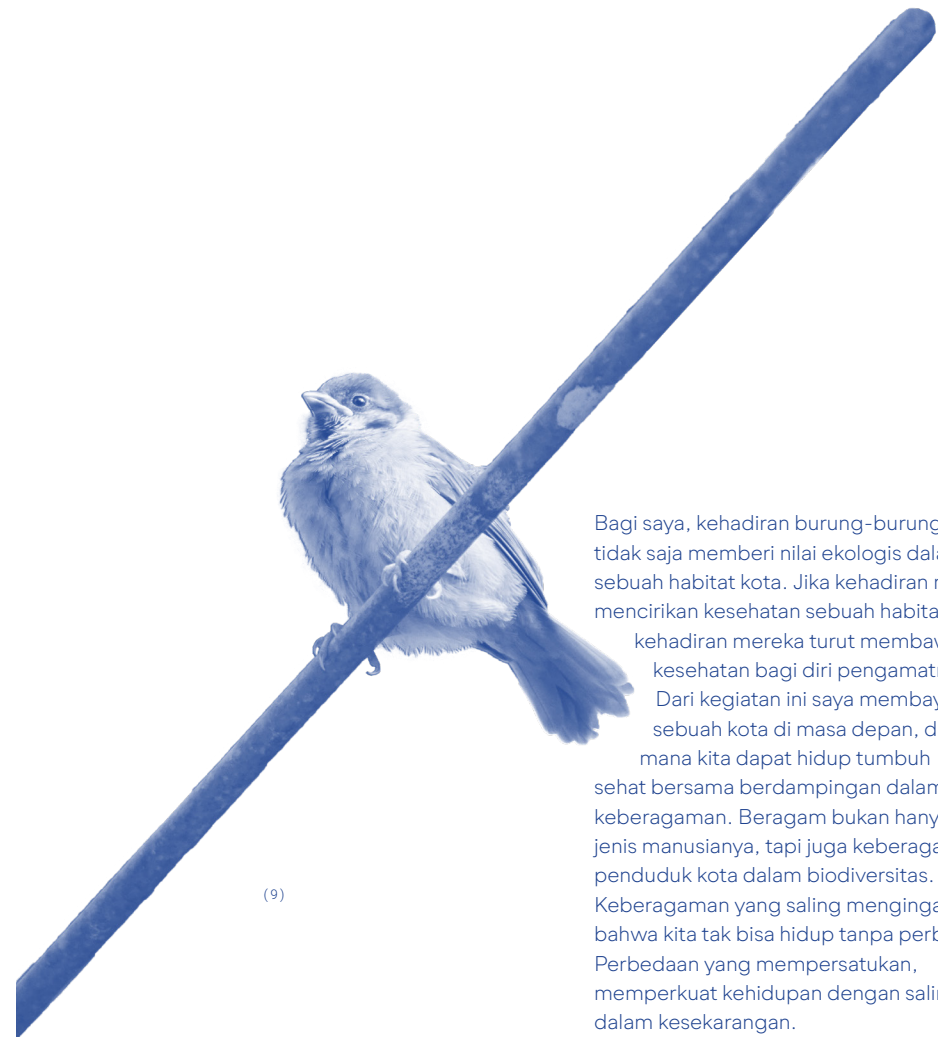 Bagi saya, kehadiran burung-burung
tidak saja memberi nilai ekologis
sebuah habitat kota. Jika kehadiran
mencirikan kesehatan sebuah
kehadiran mereka turut
kesehatan bagi diri
Dari kegiatan ini saya
sebuah kota di masa depan,
mana kita dapat hidup tumbuh
sehat bersama berdampingan dalam
keberagaman. Beragam bukan
jenis manusianya, tapi juga
penduduk kota dalam biodiversitas.
Keberagaman yang saling
bahwa kita tak bisa hidup tanpa
Perbedaan yang mempersatukan,
memperkuat kehidupan dengan
dalam kesekarangan.
(9)